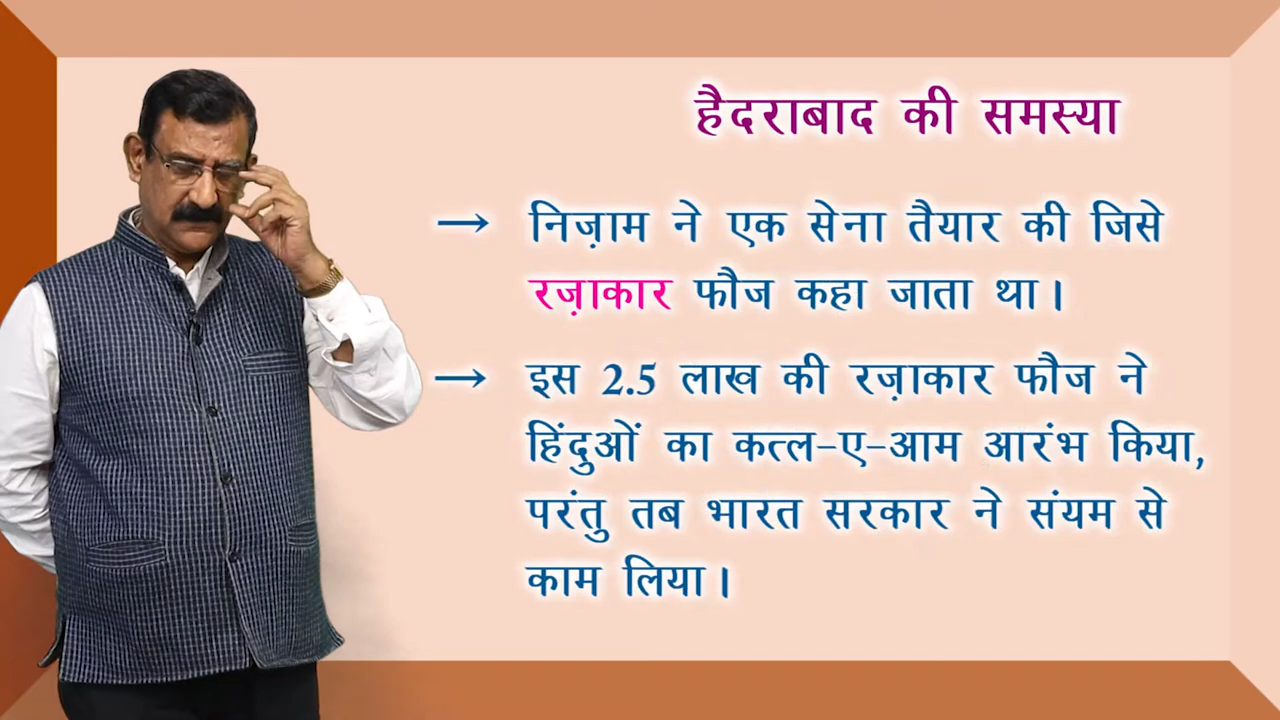 हैदराबाद की समस्या
→ निज़ाम ने एक सेना तैयार की जिसे
रज़ाकार फौज कहा जाता था।
→ इस 2.5 लाख की रज़ाकार फौज ने
हिंदुओं का कत्ल-ए-आम आरंभ किया,
परंतु तब भारत सरकार ने संयम से
काम लिया।